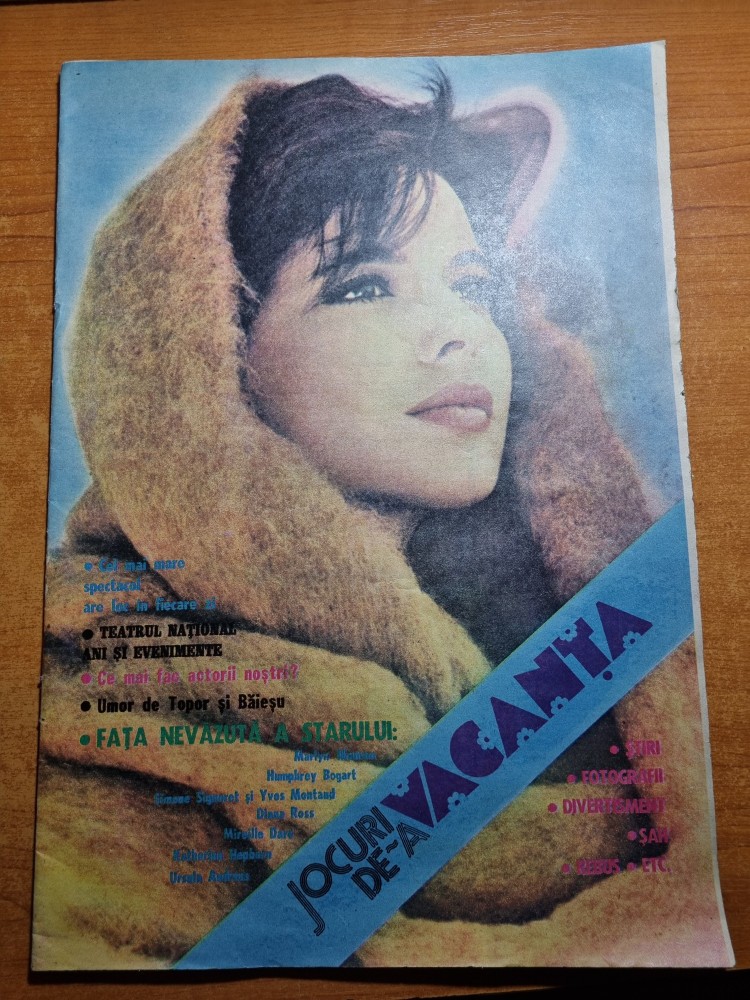 • Cel mai mare
spectacol
are loc în fiecare zi
• TEATRUL NAȚIONAL
ANI ȘI EVENIMENTE
• Ce mai fac actorii noștri?
• Umor de Topor și Băieșu
• FAȚA NEVĂZUTĂ A STARULUI:
Marlyn Monroe
Humphrey Bogart
Simone Signoret și Yves Montand
Diana Ross
Mireille Darc
Katharine Hepburn
Ursula Andress
JOCURI
DE-A
VACANȚA
• ȘTIRI
• FOTOGRAFII
• DIVERTISMENT
• ȘAH
• REBUS • ETC.